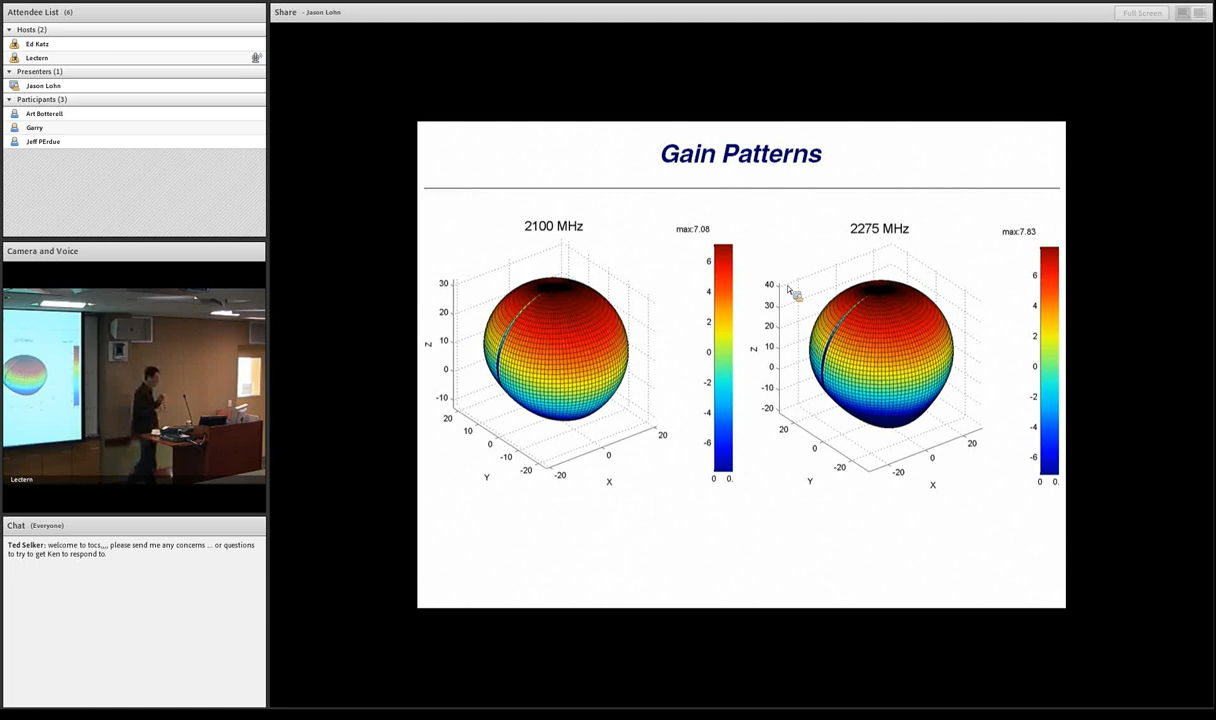 Attendee List (6)
Hosts (2)
Ed Katz
Lectern
Presenters (1)
Jason Lohn
Participants (3)
Art Botterell
Garry
Jeff PErdue
Camera and Voice
Lectern
Chat (Everyone)
Ted Selker: welcome to tocs,,,, please send me any concerns ... or questions
to try to get Ken to respond to.
Share - Jason Lohn
Full Screen
Gain Patterns
2100 MHz
max:7.08
30
20
10
0
-10
Z
20
10
0
-10
-20
Y
-20
0
20
X
6
4
2
0
-2
-4
-6
0 0.
2275 MHz
max:7.83
40
30
20
10
0
-10
-20
Z
20
0
-20
Y
-20
0
20
X
6
4
2
0
-2
-4
-6
0 0.